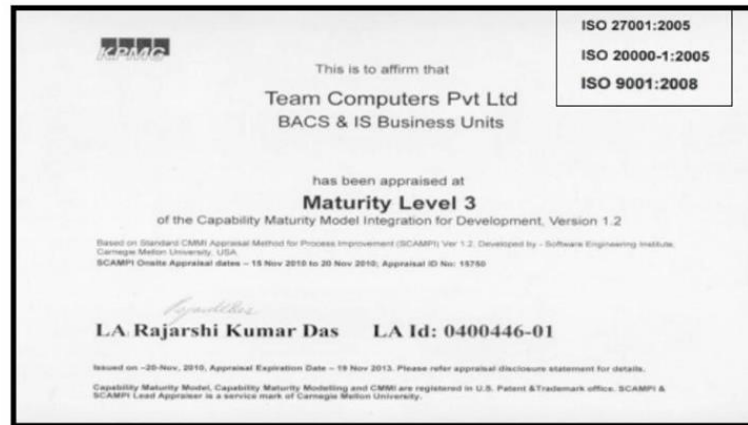 KPMG
ISO 27001:2005
ISO 20000-1:2005
ISO 9001:2008
This is to affirm that
Team Computers Pvt Ltd
BACS & IS Business Units
has been appraised at
Maturity Level 3
of the Capability Maturity Model Integration for Development, Version 1.2
Based on Standard CMMI Appraisal Method for Process Improvement (SCAMPI) Ver 1.2, Developed by - Software Engineering Institute,
Carnegie Mellon University, USA
SCAMPI Onsite Appraisal dates – 15 Nov 2010 to 20 Nov 2010; Appraisal ID No: 15750
LA: Rajarshi Kumar Das LA Id: 0400446-01
Issued on –20-Nov, 2010, Appraisal Expiration Date – 19 Nov 2013. Please refer appraisal disclosure statement for details.
Capability Maturity Model, Capability Maturity Modelling and CMMI are registered in U.S. Patent &Trademark office. SCAMPI &
SCAMPI Lead Appraiser is a service mark of Carnegie Mellon University.